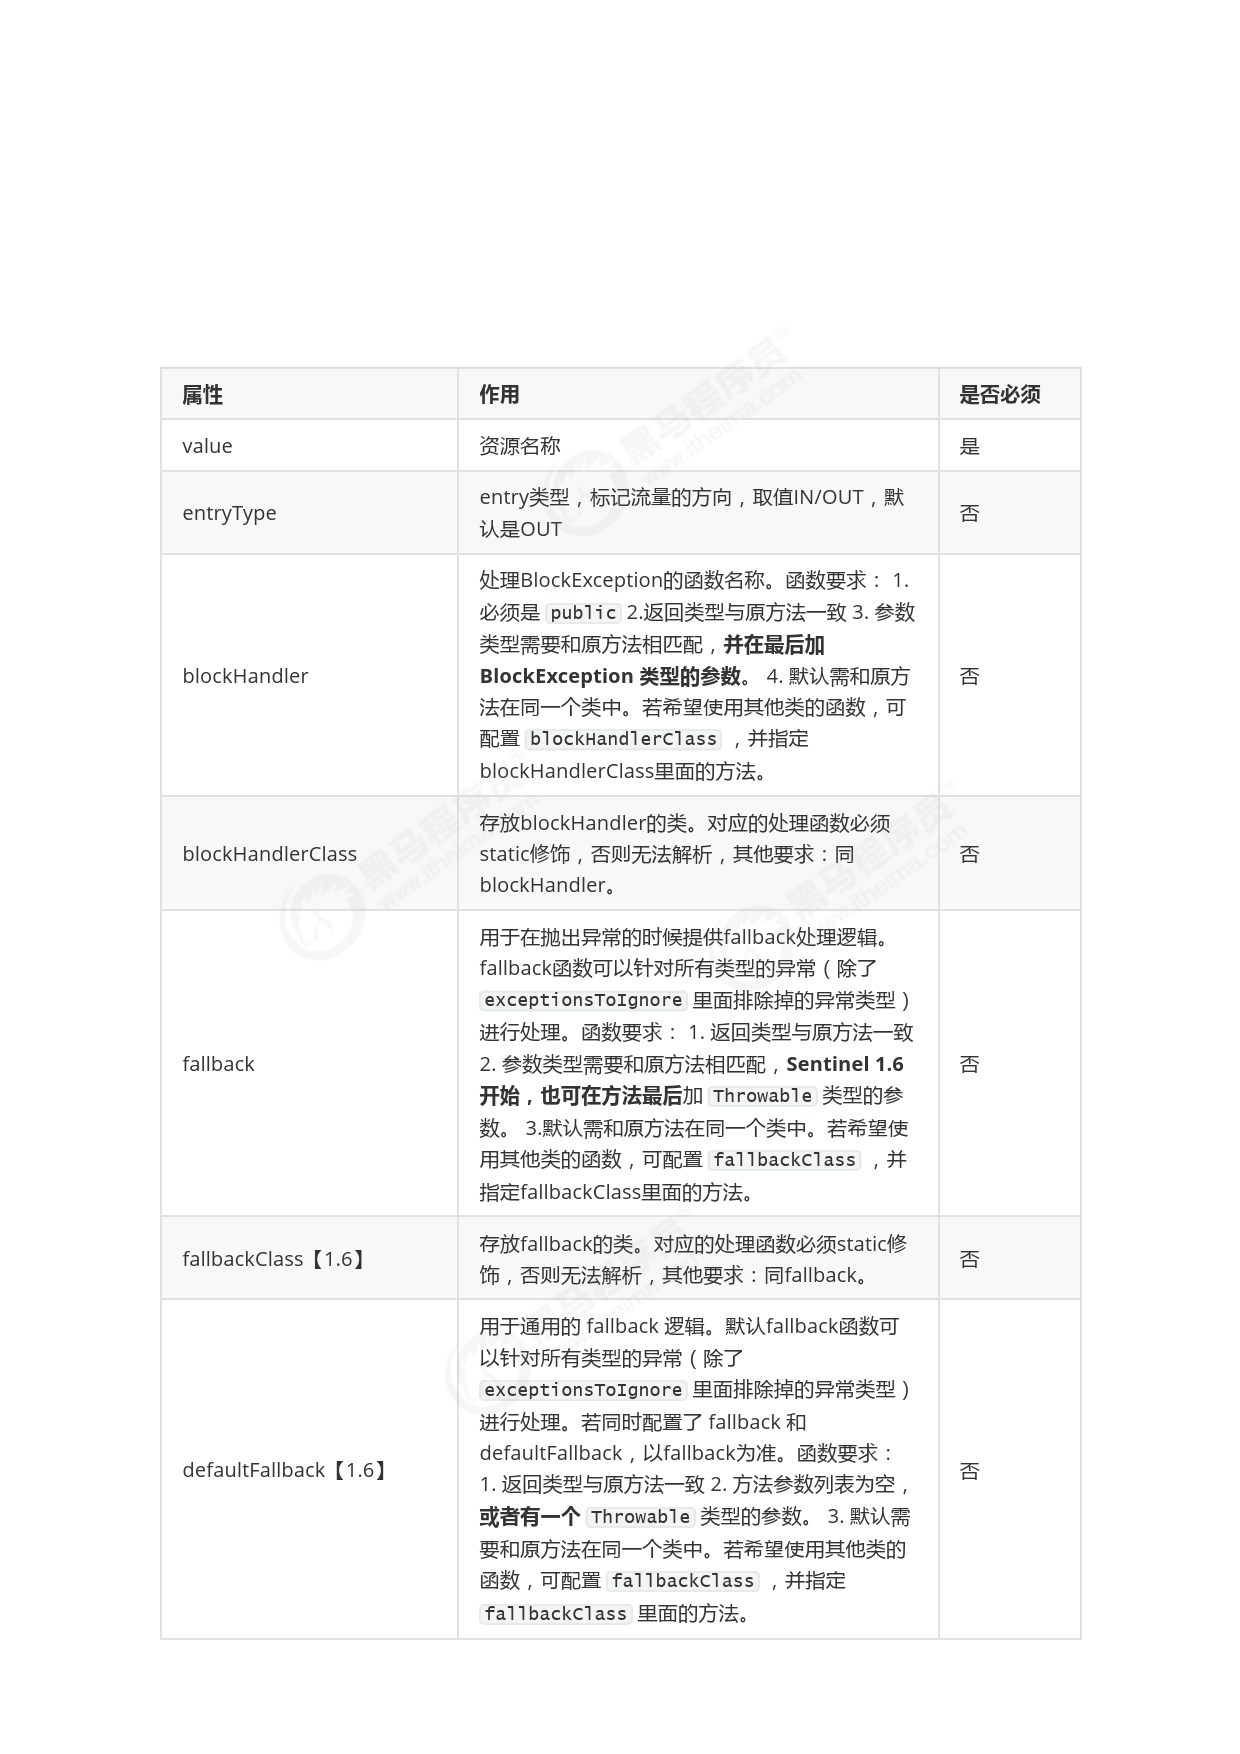 属性 作用 是否必须
value 资源名称 是
entryType entry类型，标记流量的方向，取值IN/OUT，默
认是OUT 否
blockHandler 处理BlockException的函数名称。函数要求： 1.
必须是 public 2.返回类型与原方法一致 3. 参数
类型需要和原方法相匹配，并在最后加
BlockException 类型的参数。 4. 默认需和原方
法在同一个类中。若希望使用其他类的函数，可
配置 blockHandlerClass ，并指定
blockHandlerClass里面的方法。 否
blockHandlerClass 存放blockHandler的类。对应的处理函数必须
static修饰，否则无法解析，其他要求：同
blockHandler。 否
fallback 用于在抛出异常的时候提供fallback处理逻辑。
fallback函数可以针对所有类型的异常（除了
exceptionsToIgnore 里面排除掉的异常类型）
进行处理。函数要求： 1. 返回类型与原方法一致
2. 参数类型需要和原方法相匹配，Sentinel 1.6
开始，也可在方法最后加 Throwable 类型的参
数。 3.默认需和原方法在同一个类中。若希望使
用其他类的函数，可配置 fallbackClass ，并
指定fallbackClass里面的方法。 否
fallbackClass【1.6】 存放fallback的类。对应的处理函数必须static修
饰，否则无法解析，其他要求：同fallback。 否
defaultFallback【1.6】 用于通用的 fallback 逻辑。默认fallback函数可
以针对所有类型的异常（除了
exceptionsToIgnore 里面排除掉的异常类型）
进行处理。若同时配置了 fallback 和
defaultFallback，以fallback为准。函数要求：
1. 返回类型与原方法一致 2. 方法参数列表为空，
或者有一个 Throwable 类型的参数。 3. 默认需
要和原方法在同一个类中。若希望使用其他类的
函数，可配置 fallbackClass ，并指定
fallbackClass 里面的方法。 否
黑马程序员™
www.itheima.com